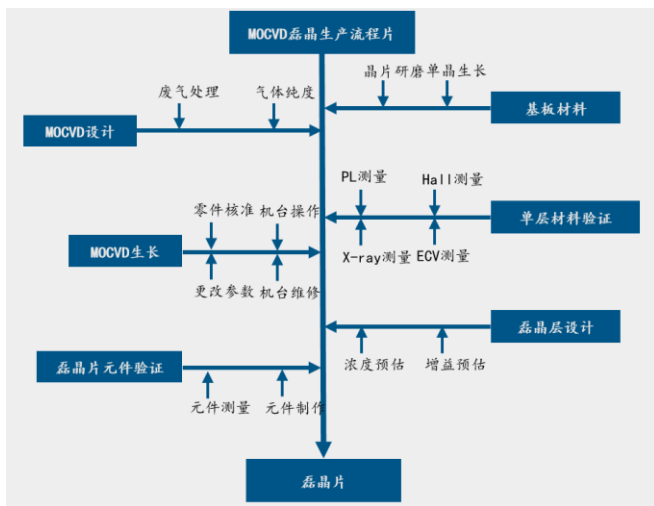 MOCVD磊晶生产流程片
晶片研磨单晶生长
废气处理
气体纯度
基板材料
MOCVD设计
PL测量
Hall测量
零件核准
机台操作
单层材料验证
MOCVD生长
X-ray测量
ECV测量
更改参数
机台维修
磊晶层设计
浓度预估
增益预估
磊晶片元件验证
元件测量
元件制作
磊晶片